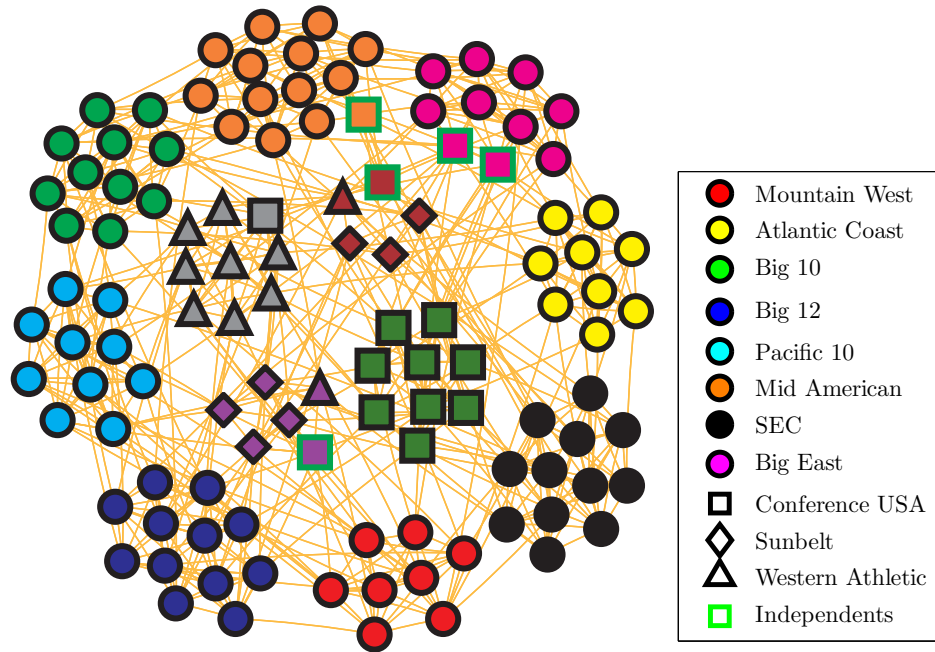 Mountain West
Atlantic Coast
Big 10
Big 12
Pacific 10
Mid American
SEC
Big East
Conference USA
Sunbelt
Western Athletic
Independents